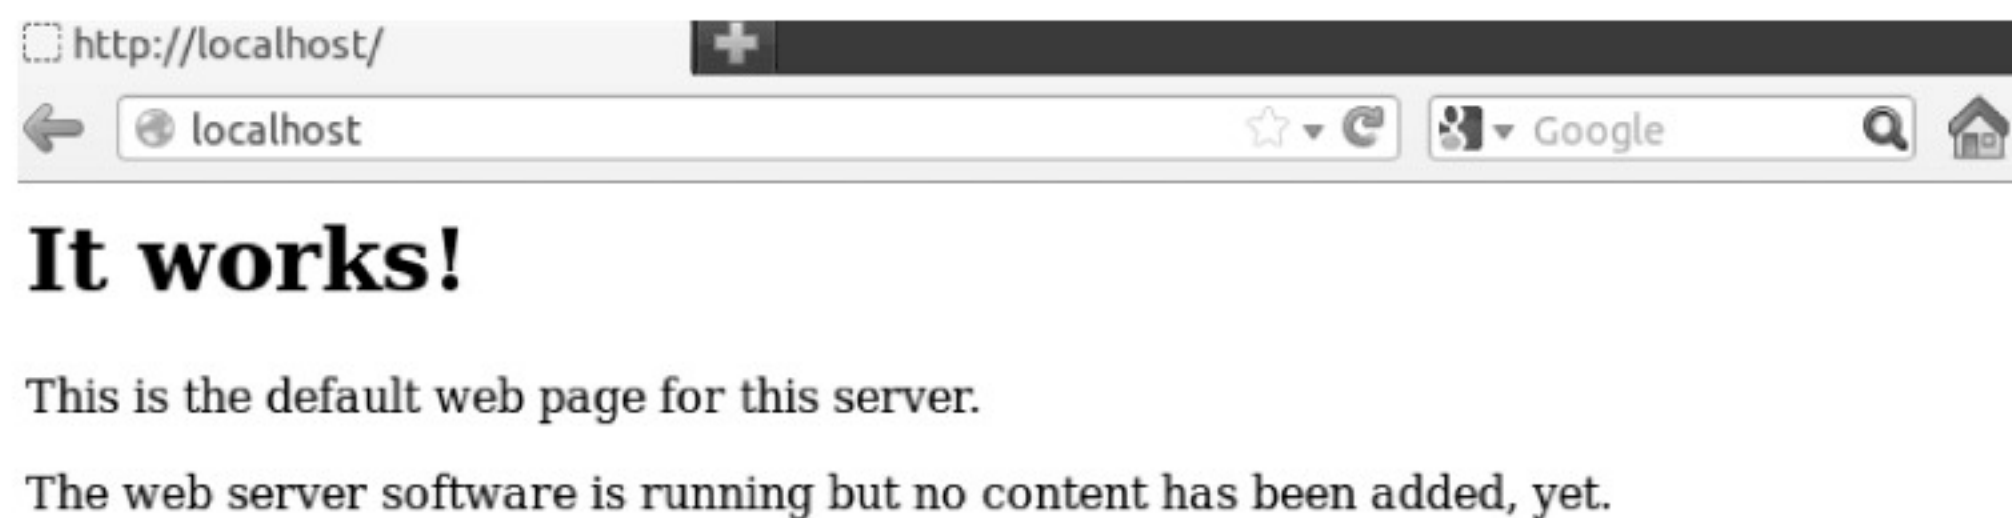 http://localhost/
localhost
Google
It works!
This is the default web page for this server.
The web server software is running but no content has been added, yet.